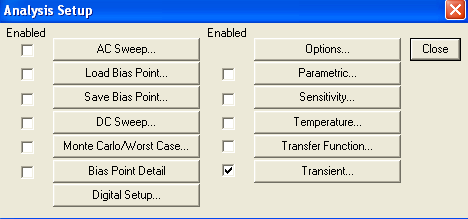 Analysis Setup
Enabled Enabled
AC Sweep... Options... Close
Load Bias Point... Parametric...
Save Bias Point... Sensitivity...
DC Sweep... Temperature...
Monte Carlo/Worst Case... Transfer Function...
Bias Point Detail Transient...
Digital Setup...